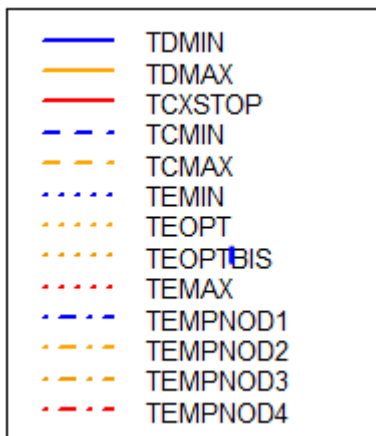 TDMIN
TDMAX
TCXSTOP
TCMIN
TCMAX
TEMIN
TEOPT
TEOPTBIS
TEMAX
TEMPNOD1
TEMPNOD2
TEMPNOD3
TEMPNOD4